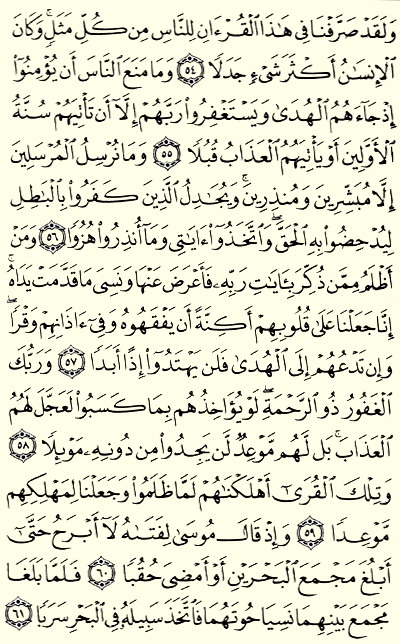 وَلَقَدْ صَرَّفْنَا فِى هَٰذَا ٱلْقُرْءَانِ لِلنَّاسِ مِن كُلِّ مَثَلٍ ۚ وَكَانَ
ٱلْإِنسَٰنُ أَكْثَرَ شَىْءٍ جَدَلًا ٥٤ وَمَا مَنَعَ ٱلنَّاسَ أَن يُؤْمِنُوٓا۟
إِذْ جَآءَهُمُ ٱلْهُدَىٰ وَيَسْتَغْفِرُوا۟ رَبَّهُمْ إِلَّآ أَن تَأْتِيَهُمْ سُنَّةُ
ٱلْأَوَّلِينَ أَوْ يَأْتِيَهُمُ ٱلْعَذَابُ قُبُلًا ٥٥ وَمَا نُرْسِلُ ٱلْمُرْسَلِينَ
إِلَّا مُبَشِّرِينَ وَمُنذِرِينَ ۚ وَيُجَٰدِلُ ٱلَّذِينَ كَفَرُوا۟ بِٱلْبَٰطِلِ
لِيُدْحِضُوا۟ بِهِ ٱلْحَقَّ ۖ وَٱتَّخَذُوٓا۟ ءَايَٰتِى وَمَآ أُنذِرُوا۟ هُزُوًا ٥٦ وَمَنْ
أَظْلَمُ مِمَّن ذُكِّرَ بِـَٔايَٰتِ رَبِّهِۦ فَأَعْرَضَ عَنْهَا وَنَسِىَ مَا قَدَّمَتْ يَدَاهُ ۚ
إِنَّا جَعَلْنَا عَلَىٰ قُلُوبِهِمْ أَكِنَّةً أَن يَفْقَهُوهُ وَفِىٓ ءَاذَانِهِمْ وَقْرًا ۖ
وَإِن تَدْعُهُمْ إِلَى ٱلْهُدَىٰ فَلَن يَهْتَدُوٓا۟ إِذًا أَبَدًا ٥٧ وَرَبُّكَ
ٱلْغَفُورُ ذُو ٱلرَّحْمَةِ ۖ لَوْ يُؤَاخِذُهُم بِمَا كَسَبُوا۟ لَعَجَّلَ لَهُمُ
ٱلْعَذَابَ ۚ بَل لَّهُم مَّوْعِدٌ لَّن يَجِدُوا۟ مِن دُونِهِۦ مَوْئِلًا ٥٨
وَتِلْكَ ٱلْقُرَىٰٓ أَهْلَكْنَٰهُمْ لَمَّا ظَلَمُوا۟ وَجَعَلْنَا لِمَهْلِكِهِم
مَّوْعِدًا ٥٩ وَإِذْ قَالَ مُوسَىٰ لِفَتَىٰهُ لَآ أَبْرَحُ حَتَّىٰٓ
أَبْلُغَ مَجْمَعَ ٱلْبَحْرَيْنِ أَوْ أَمْضِىَ حُقُبًا ٦٠ فَلَمَّا بَلَغَا
مَجْمَعَ بَيْنِهِمَا نَسِيَا حُوتَهُمَا فَٱتَّخَذَ سَبِيلَهُۥ فِى ٱلْبَحْرِ سَرَبًا ٦١